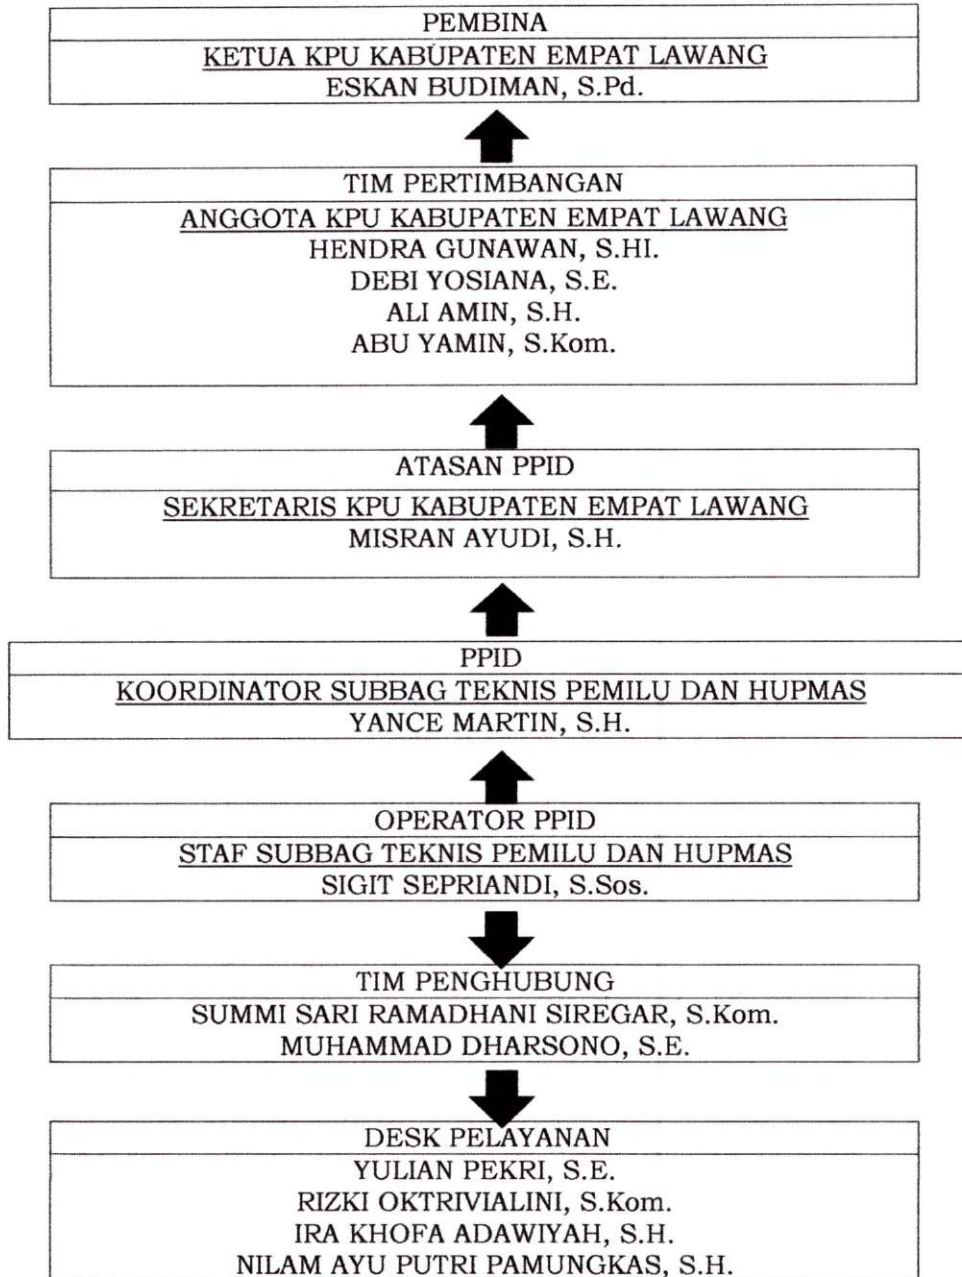 PEMBINA
KETUA KPU KABUPATEN EMPAT LAWANG
ESKAN BUDIMAN, S.Pd.
TIM PERTIMBANGAN
ANGGOTA KPU KABUPATEN EMPAT LAWANG
HENDRA GUNAWAN, S.HI.
DEBI YOSIANA, S.E.
ALI AMIN, S.H.
ABU YAMIN, S.Kom.
ATASAN PPID
SEKRETARIS KPU KABUPATEN EMPAT LAWANG
MISRAN AYUDI, S.H.
PPID
KOORDINATOR SUBBAG TEKNIS PEMILU DAN HUPMAS
YANCE MARTIN, S.H.
OPERATOR PPID
STAF SUBBAG TEKNIS PEMILU DAN HUPMAS
SIGIT SEPRIANDI, S.Sos.
TIM PENGHUBUNG
SUMMI SARI RAMADHANI SIREGAR, S.Kom.
MUHAMMAD DHARSONO, S.E.
DESK PELAYANAN
YULIAN PEKRI, S.E.
RIZKI OKTRIVIALINI, S.Kom.
IRA KHOFA ADAWIYAH, S.H.
NILAM AYU PUTRI PAMUNGKAS, S.H.